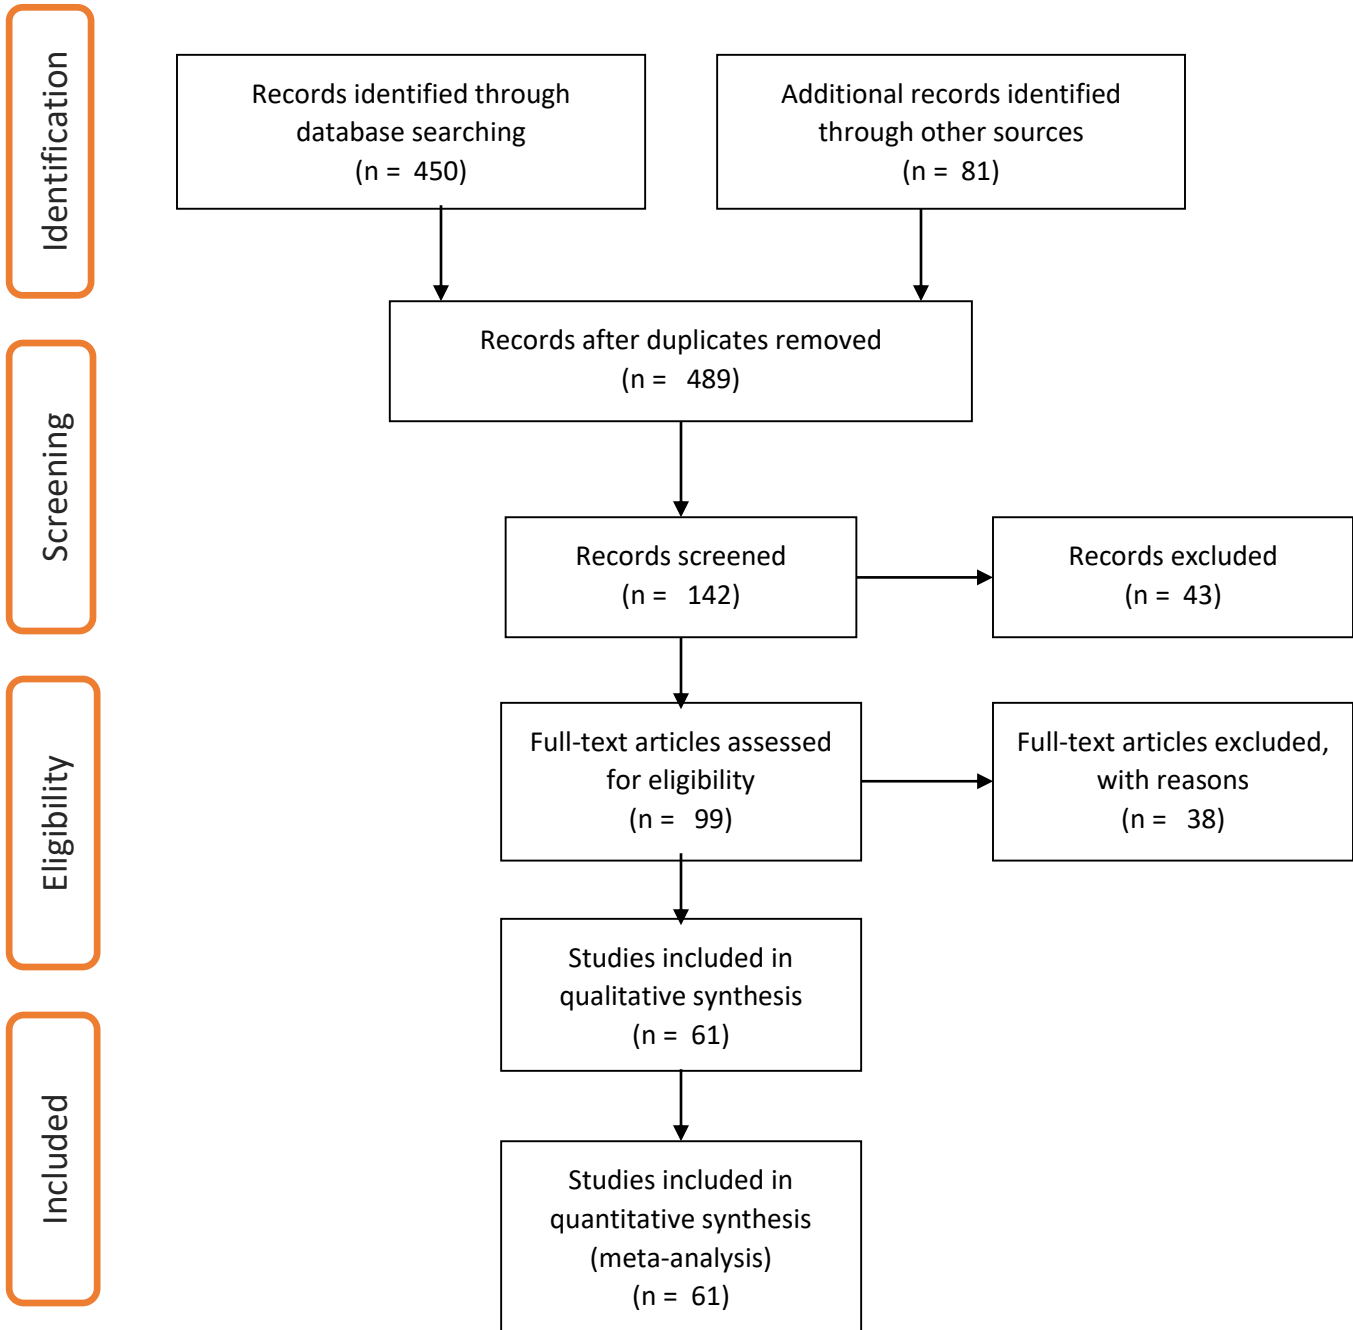 Identification
Records identified through
database searching
(n = 450)
Additional records identified
through other sources
(n = 81)
Records after duplicates removed
(n = 489)
Screening
Records screened
(n = 142)
Records excluded
(n = 43)
Eligibility
Full-text articles assessed
for eligibility
(n = 99)
Full-text articles excluded,
with reasons
(n = 38)
Studies included in
qualitative synthesis
(n = 61)
Included
Studies included in
quantitative synthesis
(meta-analysis)
(n = 61)